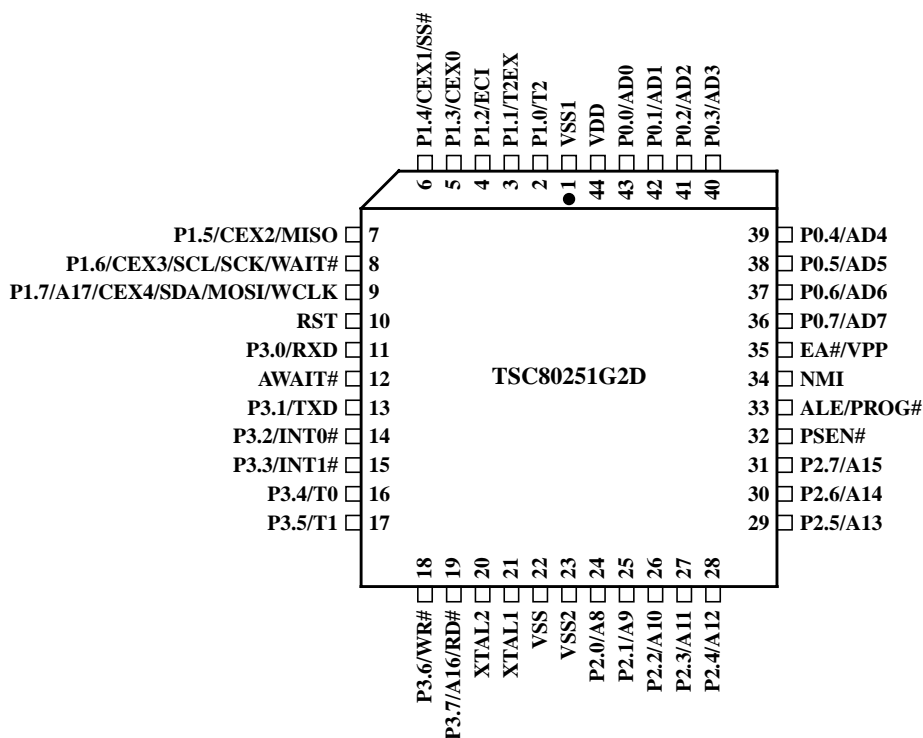 P1.4/CEX1/SS#
P1.3/CEX0
P1.2/ECI
P1.1/T2EX
P1.0/T2
VSS1
VDD
P0.0/AD0
P0.1/AD1
P0.2/AD2
P0.3/AD3
6
5
4
3
2
1
44
43
42
41
40
P1.5/CEX2/MISO 7
P1.6/CEX3/SCL/SCK/WAIT# 8
P1.7/A17/CEX4/SDA/MOSI/WCLK 9
RST 10
P3.0/RXD 11
AWAIT# 12
P3.1/TXD 13
P3.2/INT0# 14
P3.3/INT1# 15
P3.4/T0 16
P3.5/T1 17
TSC80251G2D
39 P0.4/AD4
38 P0.5/AD5
37 P0.6/AD6
36 P0.7/AD7
35 EA#/VPP
34 NMI
33 ALE/PROG#
32 PSEN#
31 P2.7/A15
30 P2.6/A14
29 P2.5/A13
18
19
20
21
22
23
24
25
26
27
28
P3.6/WR#
P3.7/A16/RD#
XTAL2
XTAL1
VSS
VSS2
P2.0/A8
P2.1/A9
P2.2/A10
P2.3/A11
P2.4/A12